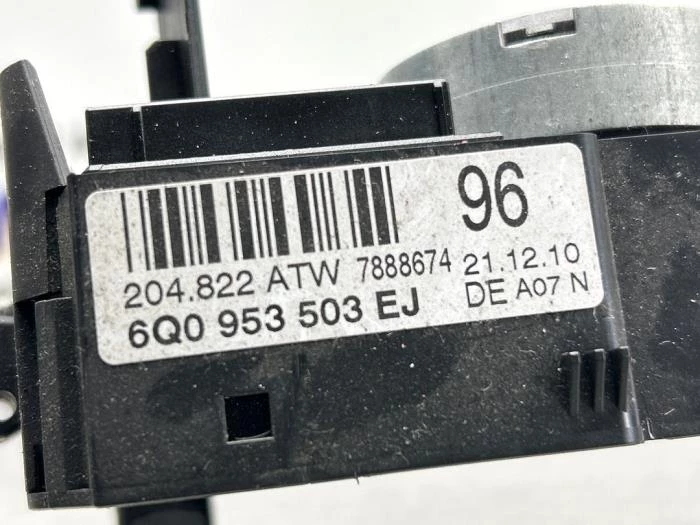 96
204.822 ATW 7888674 21.12.10
6Q0 953 503 EJ DE A07 N